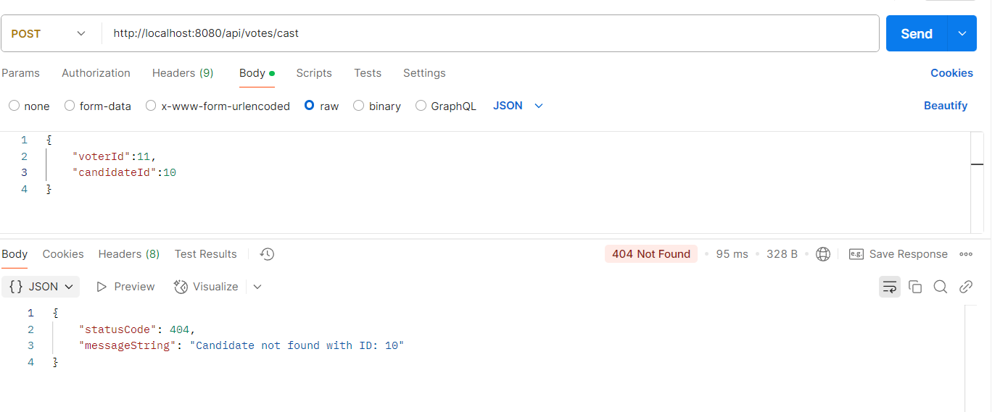 POST http://localhost:8080/api/votes/cast Send
Params Authorization Headers (9) Body Scripts Tests Settings Cookies
none form-data x-www-form-urlencoded raw binary GraphQL JSON Beautify
1 {
2 "voterId":11,
3 "candidateId":10
4 }
Body Cookies Headers (8) Test Results 404 Not Found 95 ms 328 B e.g. Save Response
{} JSON Preview Visualize
1 {
2 "statusCode": 404,
3 "messageString": "Candidate not found with ID: 10"
4 }